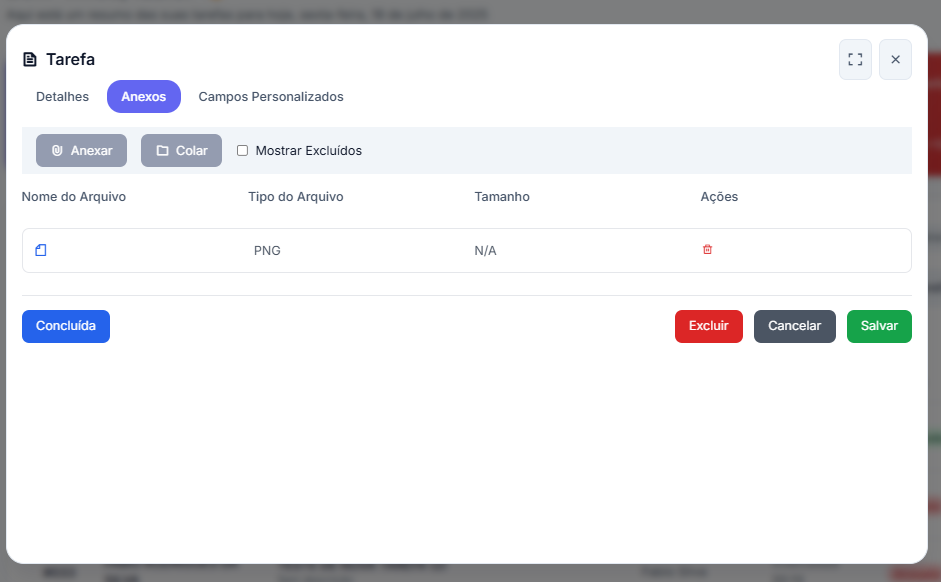 Tarefa
Detalhes Anexos Campos Personalizados
Anexar Colar Mostrar Excluídos
Nome do Arquivo Tipo do Arquivo Tamanho Ações
PNG N/A
Concluída Excluir Cancelar Salvar